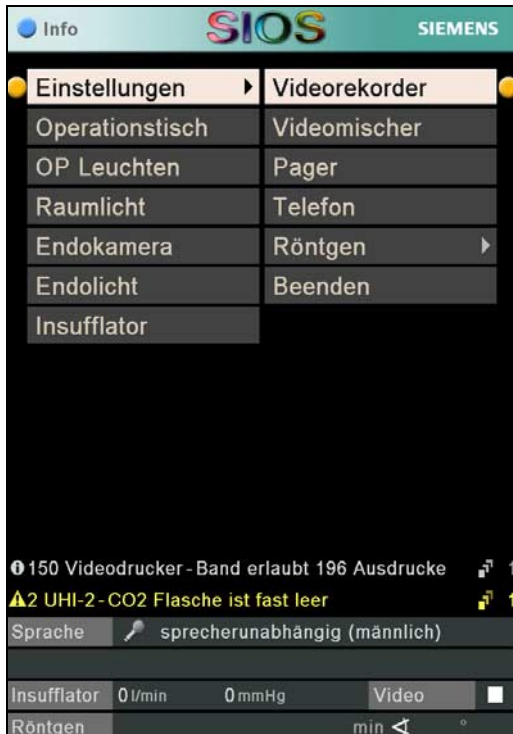 Info SIOS SIEMENS
Einstellungen Videorekorder
Operationstisch Videomischer
OP Leuchten Pager
Raumlicht Telefon
Endokamera Röntgen
Endolicht Beenden
Insufflator
150 Videodrucker - Band erlaubt 196 Ausdrucke 1
2 UHI-2 - CO2 Flasche ist fast leer 1
Sprache sprecherunabhängig (männlich)
Insufflator 0 l/min 0 mmHg Video
Röntgen min °